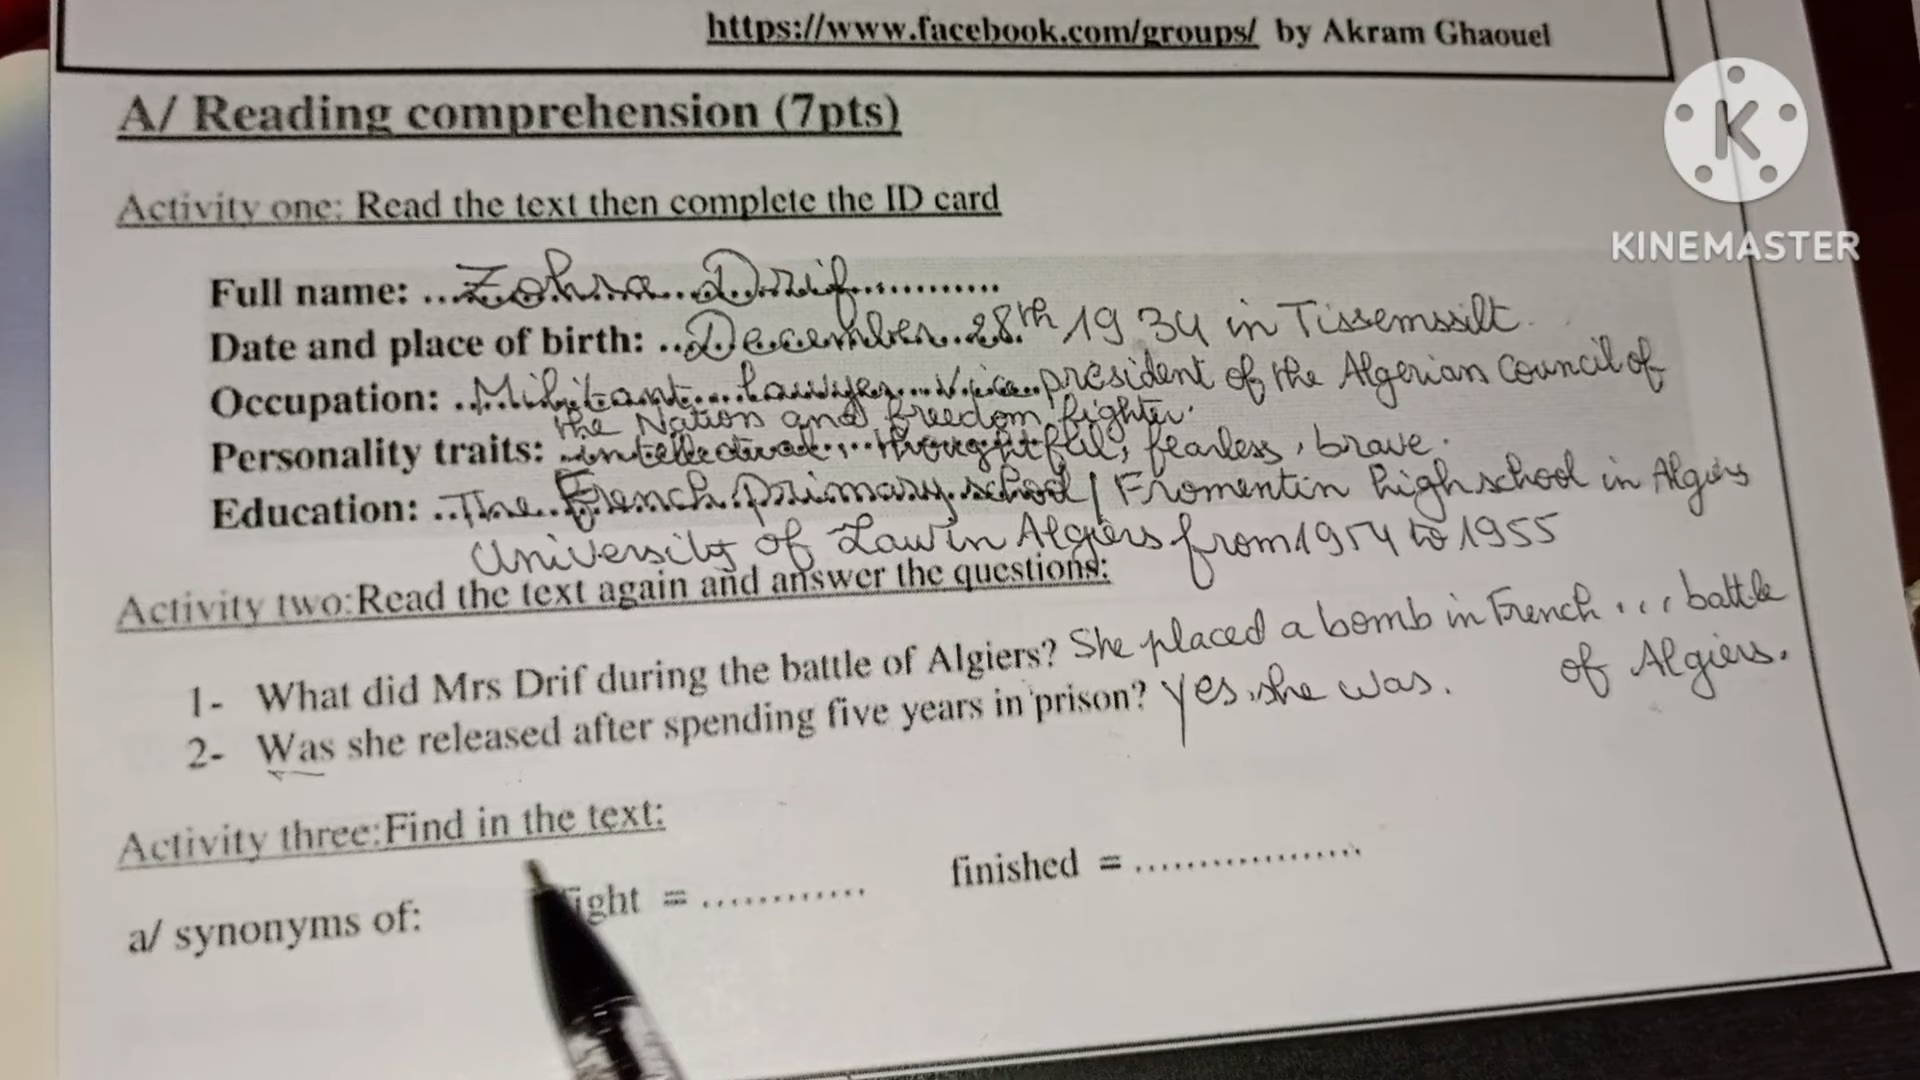 https://www.facebook.com/groups/ by Akram Ghaouel
A/ Reading comprehension (7pts)
K
KINEMASTER
Activity one: Read the text then complete the ID card
Full name: ...Zohra...Drif............
Date and place of birth: ..December..28th 1934 in Tissemssilt.
Occupation: ..Militant...Lawyer...Vice..president of the Algerian Council of
the Nation and freedom fighter.
Personality traits: ..intellectual...thoughtful, fearless, brave.
Education: ..The..French.primary.school/ Fromentin high school in Algiers
University of Law in Algiers from 1954 to 1955
Activity two:Read the text again and answer the questions:
1- What did Mrs Drif during the battle of Algiers? She placed a bomb in French ... battle
of Algiers.
2- Was she released after spending five years in prison? Yes, she was.
Activity three:Find in the text:
a/ synonyms of: ight = ............ finished = ..................